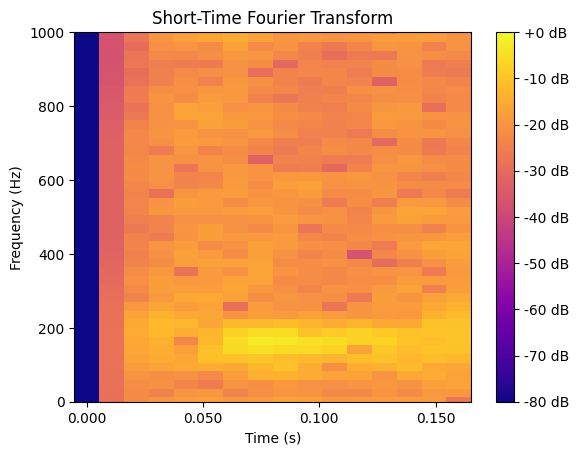 Short-Time Fourier Transform
1000
800
600
400
200
0
Frequency (Hz)
0.000
0.050
0.100
0.150
Time (s)
+0 dB
-10 dB
-20 dB
-30 dB
-40 dB
-50 dB
-60 dB
-70 dB
-80 dB